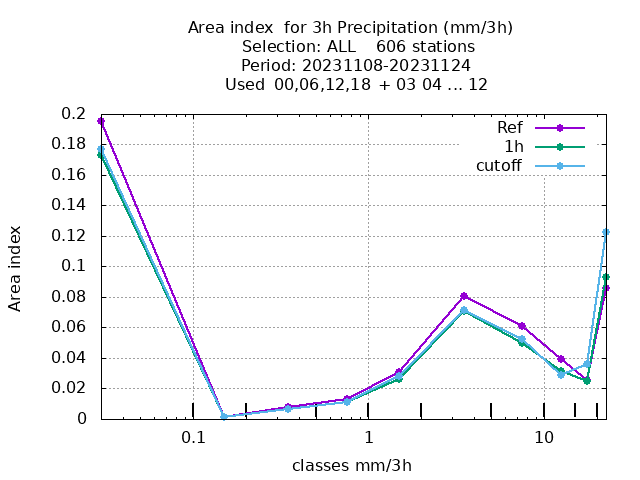 Area index  for 3h Precipitation (mm/3h)
Selection: ALL    606 stations
Period: 20231108-20231124
Used  00,06,12,18  + 03 04 ... 12
Ref
1h
cutoff
0.2
0.18
0.16
0.14
0.12
0.1
0.08
0.06
0.04
0.02
0
Area index
0.1 1 10
classes mm/3h